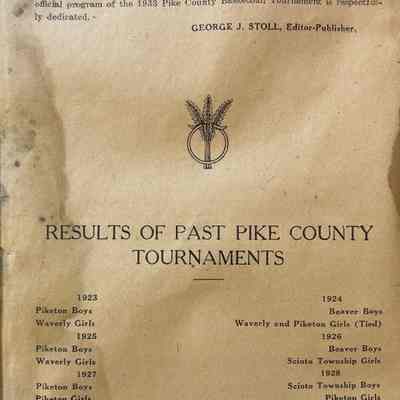 official program of the 1933 Pike County Basketball Tournament is respectful-
ly dedicated. -
GEORGE J. STOLL, Editor-Publisher.
RESULTS OF PAST PIKE COUNTY
TOURNAMENTS
1923
Piketon Boys
Waverly Girls
1924
Beaver Boys
Waverly and Piketon Girls (Tied)
1925
Piketon Boys
Waverly Girls
1926
Beaver Boys
Scioto Township Girls
1927
Piketon Boys
Piketon Girls
1928
Scioto Township Boys
Piketon Girls